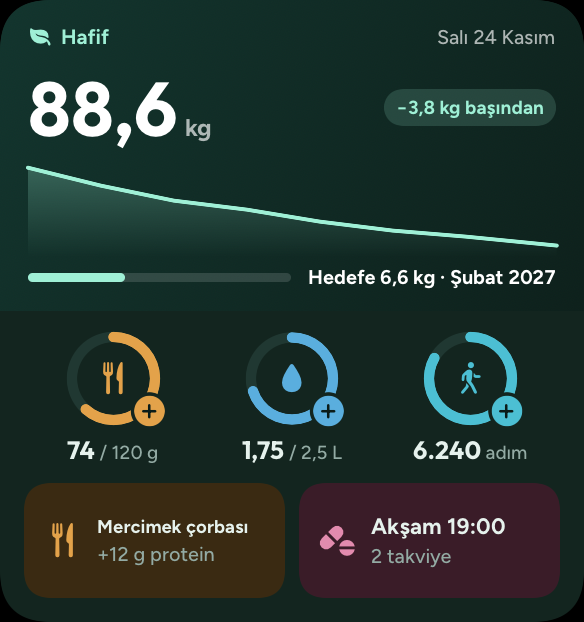 Hafif
Salı 24 Kasım
88,6 kg
−3,8 kg başından
Hedefe 6,6 kg · Şubat 2027
74 / 120 g
1,75 / 2,5 L
6.240 adım
Mercimek çorbası
+12 g protein
Akşam 19:00
2 takviye